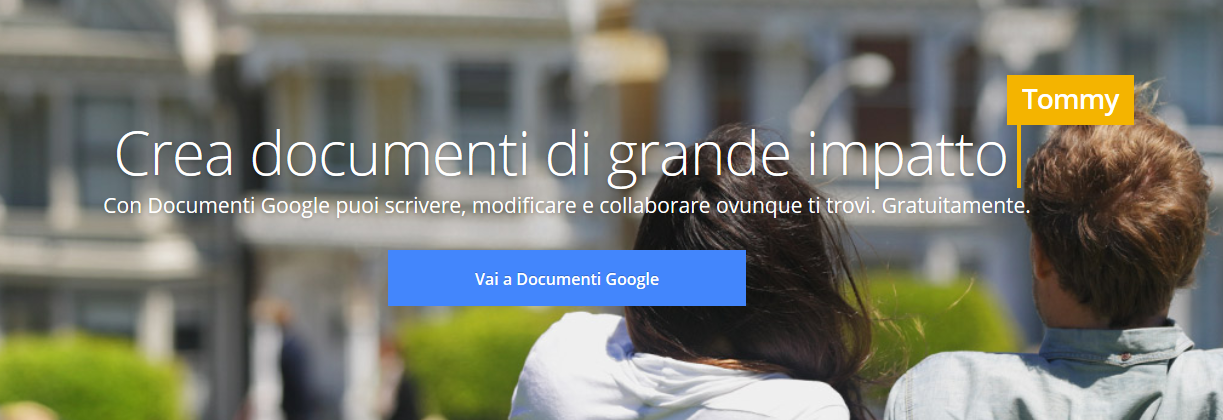 Tommy
Crea documenti di grande impatto
Con Documenti Google puoi scrivere, modificare e collaborare ovunque ti trovi. Gratuitamente.
Vai a Documenti Google